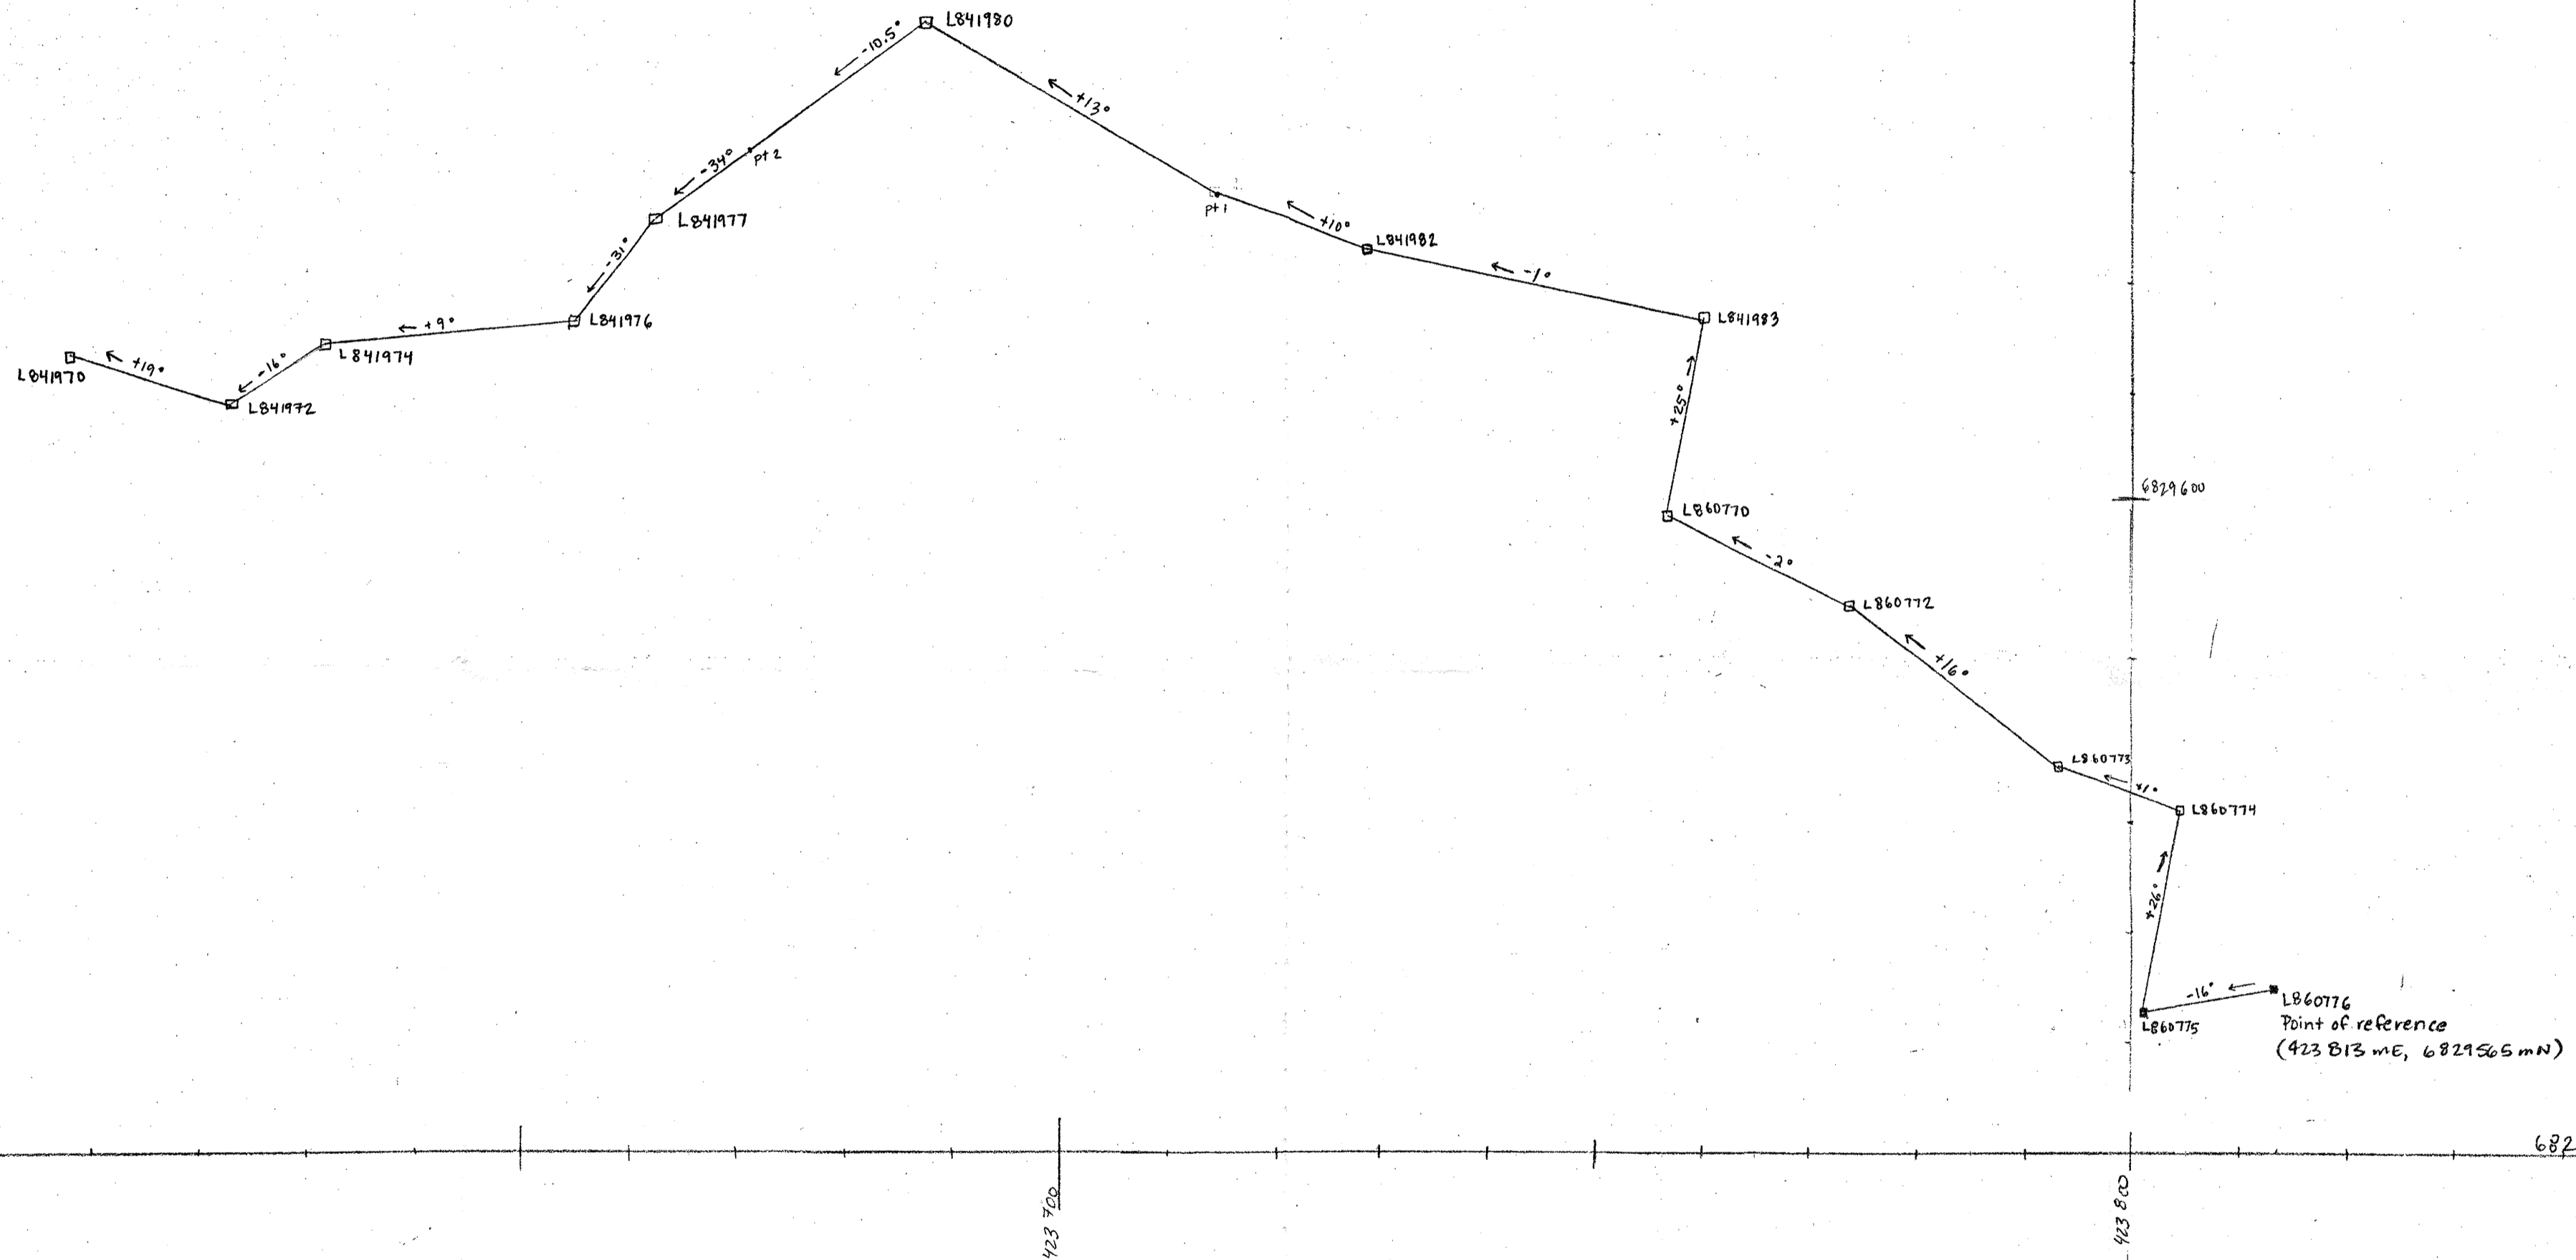 L841980
-10.5°
+13°
-34°
pt 2
pt 1
L841977
+10°
L841982
-31°
-1°
L841976
L841983
+9°
L841974
-16°
+19°
L841970
L841972
+25°
6829600
L860770
-2°
L860772
+16°
L860773
+1°
L860774
+26°
-16°
L860776
L860775
Point of reference
(423 813 mE, 6829565 mN)
682
423 700
423 800